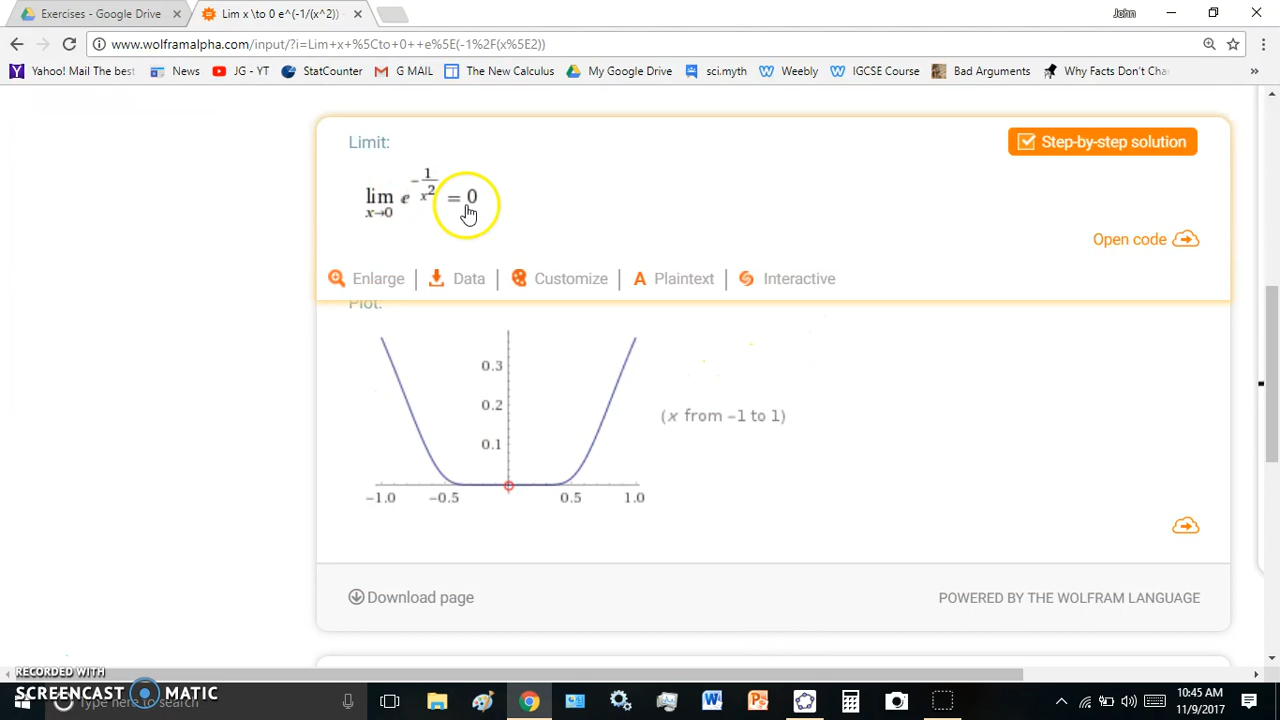 Exercises - Google Drive
Lim x \to 0 e^(-1/(x^2)) -
John
www.wolframalpha.com/input/?i=Lim+x+%5Cto+0++e%5E(-1%2F(x%5E2))
Yahoo! Mail The best
News
JG - YT
StatCounter
G MAIL
The New Calculus
My Google Drive
sci.myth
Weebly
IGCSE Course
Bad Arguments
Why Facts Don't Cha
»
Limit:
Step-by-step solution
lim x→0 e^(-1/x^2) = 0
Open code
Enlarge
Data
Customize
Plaintext
Interactive
Plot:
0.3
0.2
0.1
-1.0 -0.5 0.5 1.0
(x from -1 to 1)
Download page
POWERED BY THE WOLFRAM LANGUAGE
RECORDED WITH
SCREENCAST MATIC
Type here to search
10:45 AM
11/9/2017